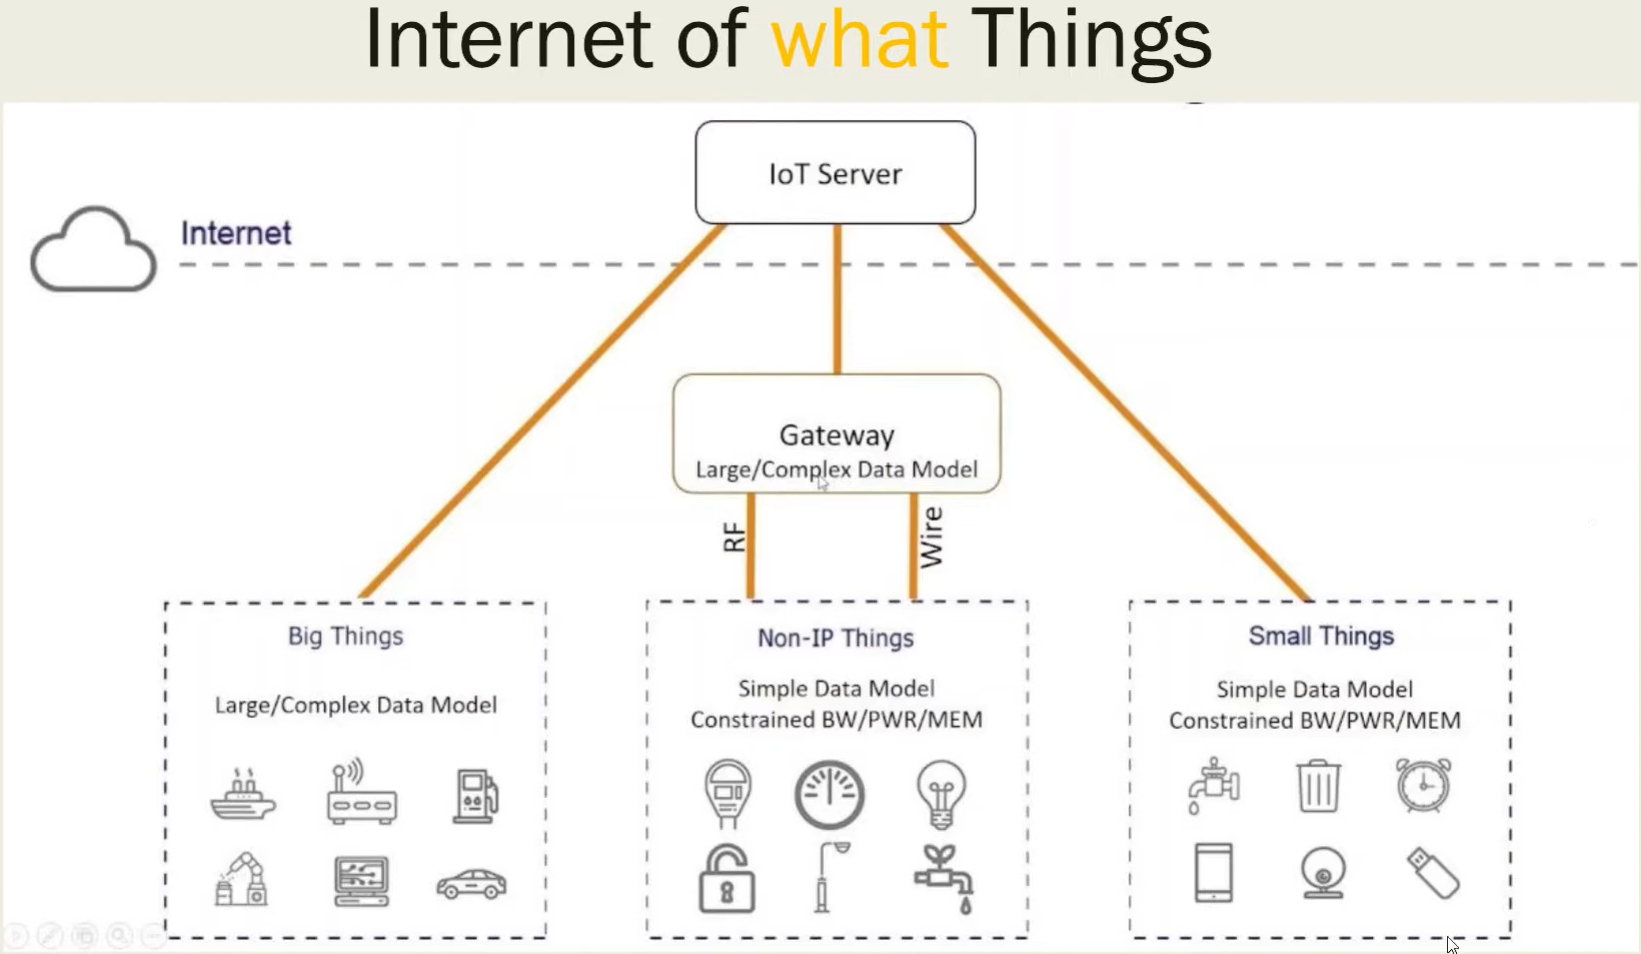 Internet of what Things
IoT Server
Internet
Gateway
Large/Complex Data Model
RF
Wire
Big Things
Large/Complex Data Model
Non-IP Things
Simple Data Model
Constrained BW/PWR/MEM
Small Things
Simple Data Model
Constrained BW/PWR/MEM